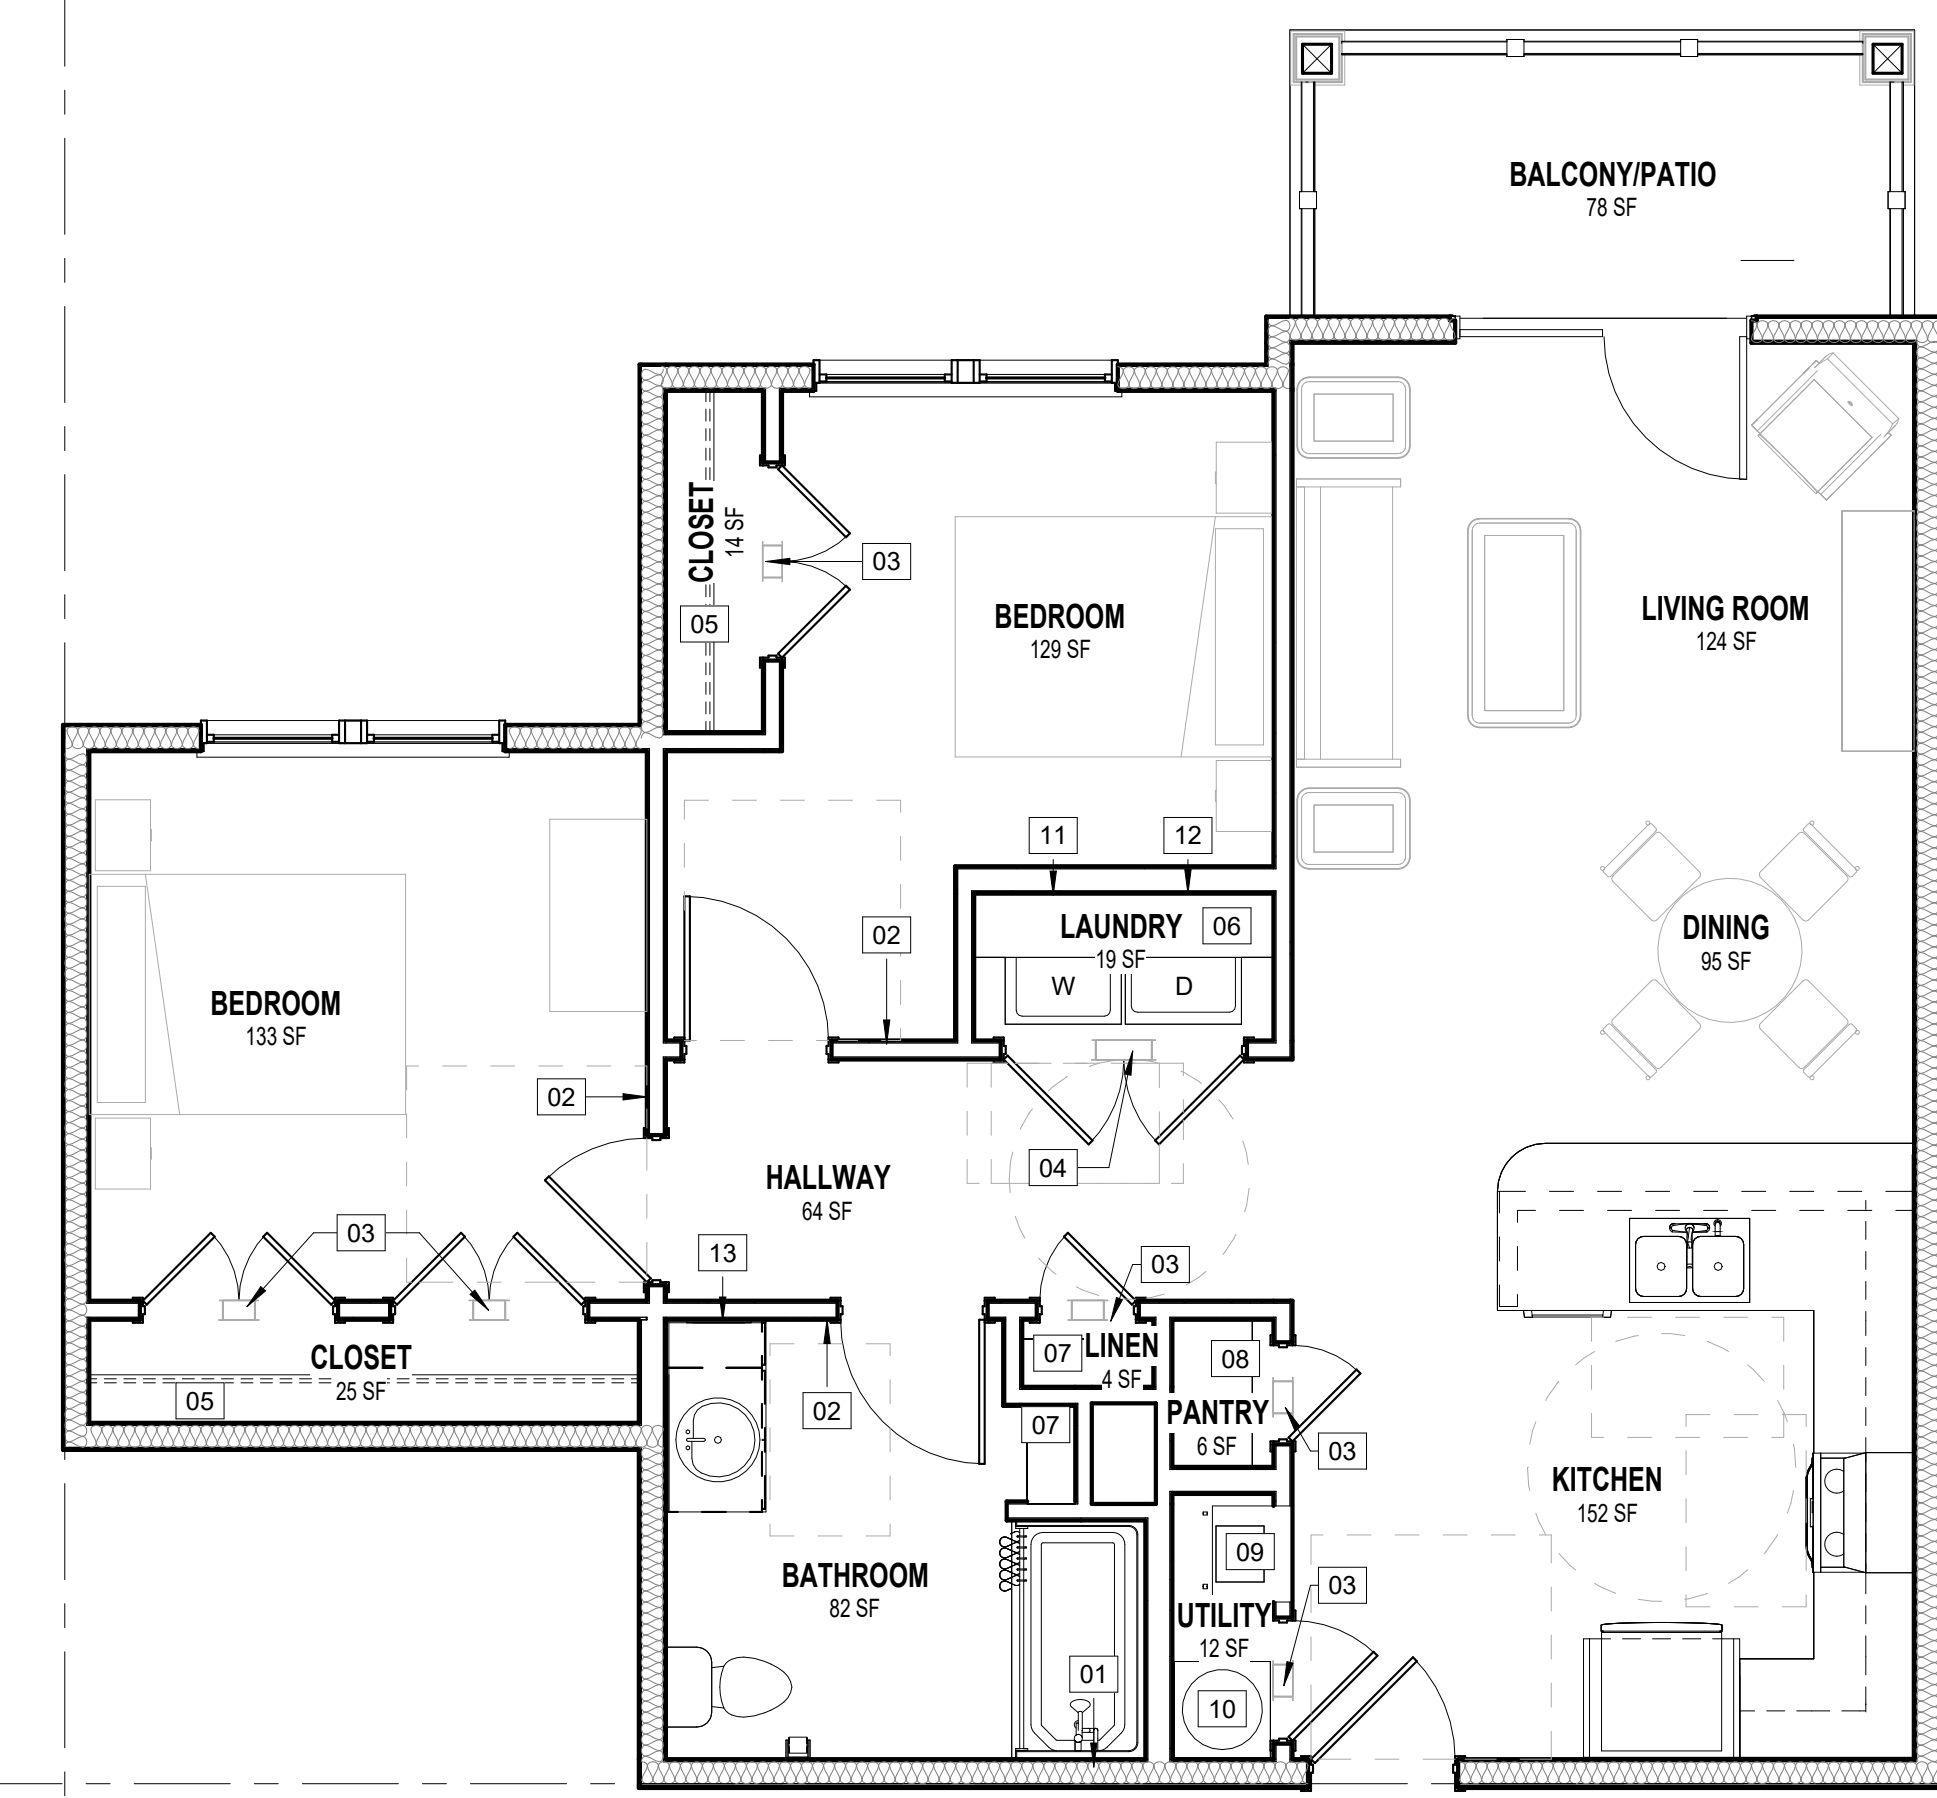 BALCONY/PATIO
78 SF
CLOSET
14 SF
03
05
BEDROOM
129 SF
LIVING ROOM
124 SF
11
12
02
LAUNDRY
06
19 SF
W
D
DINING
95 SF
BEDROOM
133 SF
02
04
HALLWAY
64 SF
03
13
03
CLOSET
25 SF
05
02
07
LINEN
4 SF
08
07
PANTRY
6 SF
03
KITCHEN
152 SF
09
03
BATHROOM
82 SF
UTILITY
12 SF
01
10